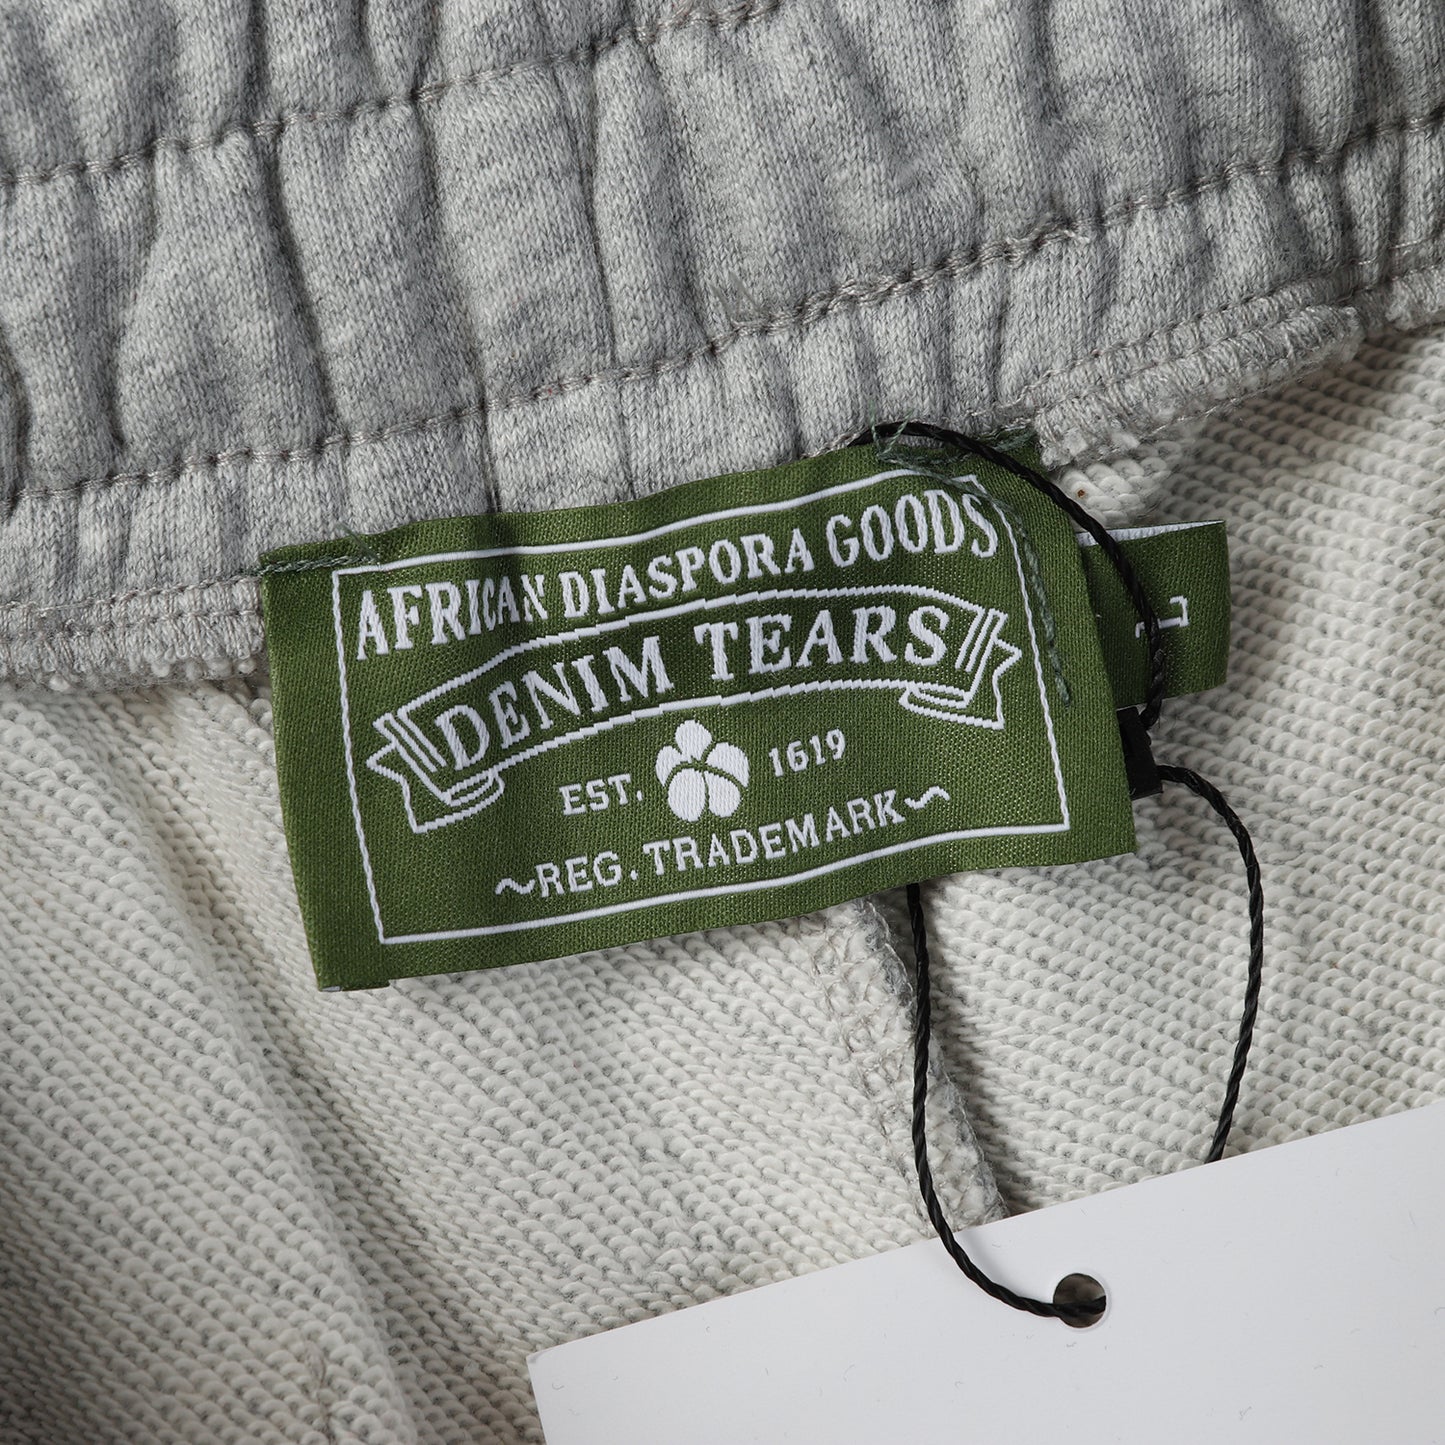 AFRICAN DIASPORA GOODS
DENIM TEARS
EST. 1619
~REG. TRADEMARK~